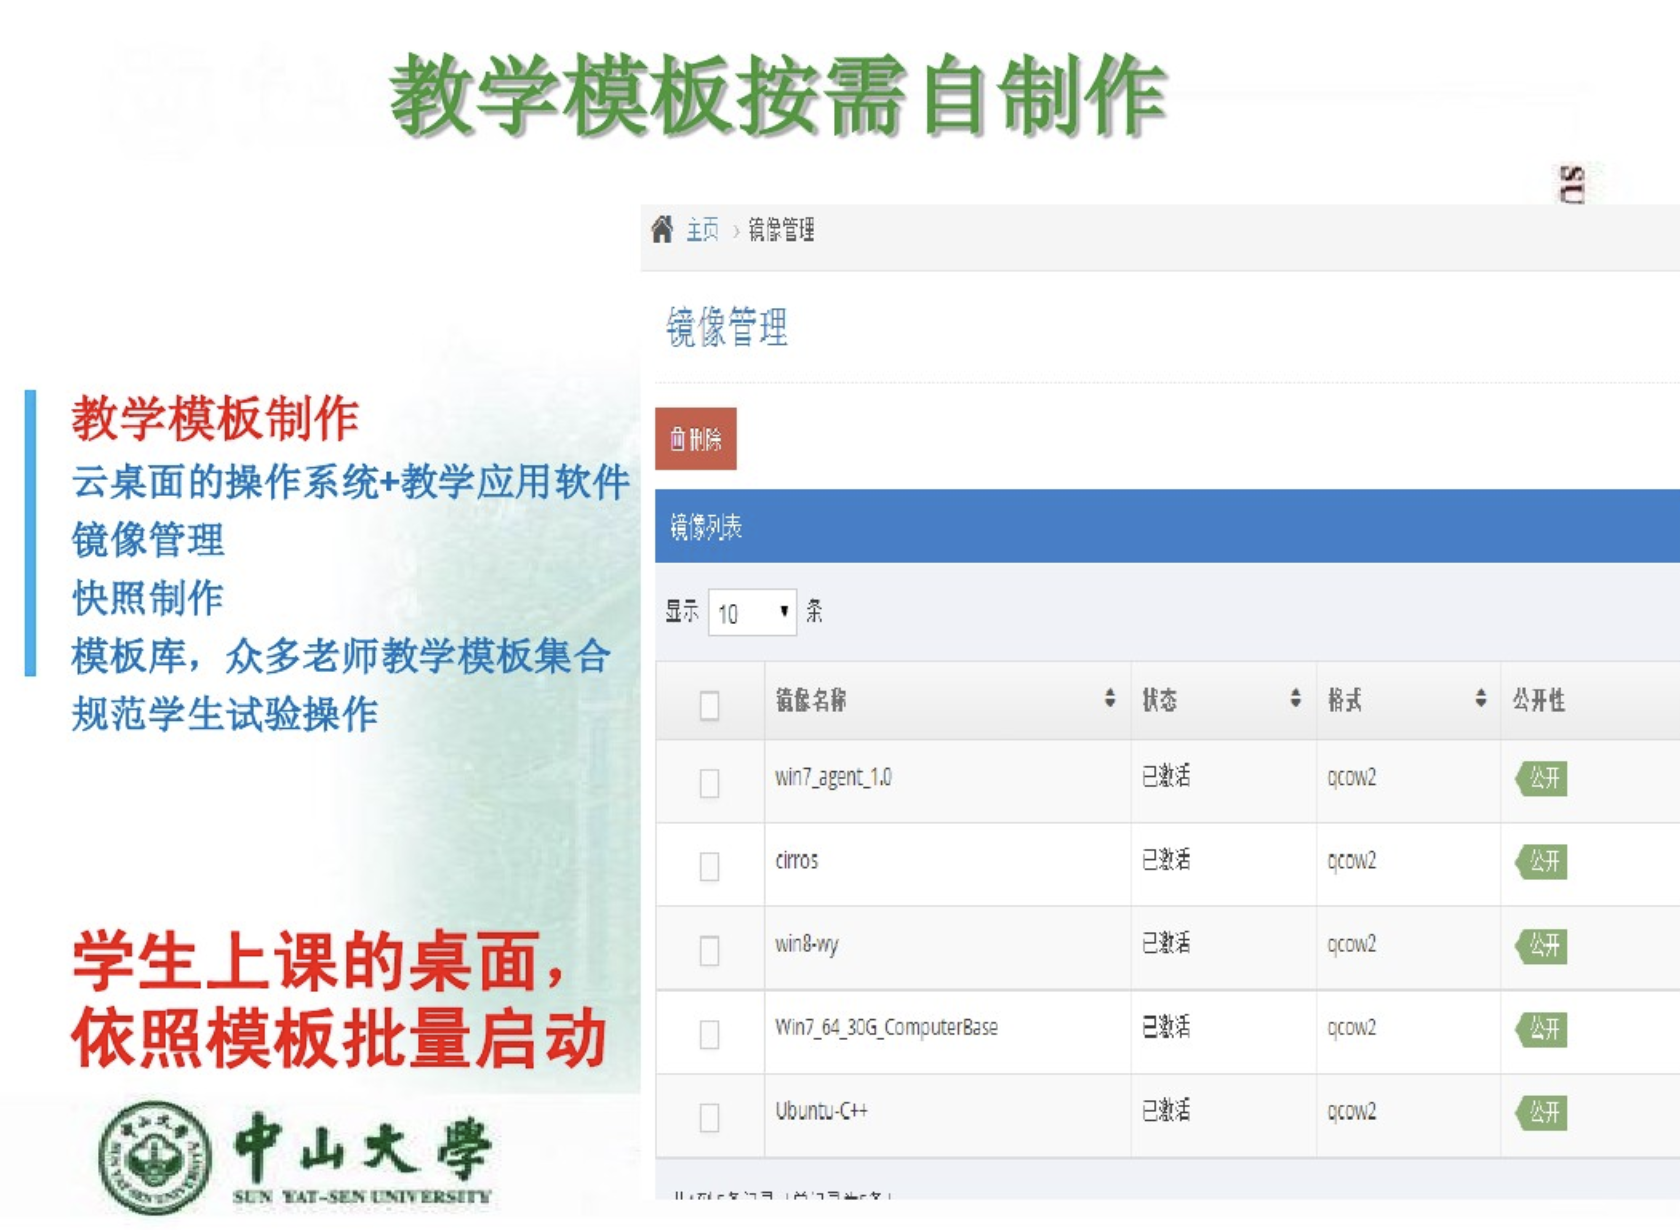 教学模板按需自制作
su
主页 › 镜像管理
镜像管理
删除
镜像列表
显示 10 条
镜像名称 状态 格式 公开性
win7_agent_1.0 已激活 qcow2 公开
cirros 已激活 qcow2 公开
win8-wy 已激活 qcow2 公开
Win7_64_30G_ComputerBase 已激活 qcow2 公开
Ubuntu-C++ 已激活 qcow2 公开
教学模板制作
云桌面的操作系统+教学应用软件
镜像管理
快照制作
模板库，众多老师教学模板集合
规范学生试验操作
学生上课的桌面，
依照模板批量启动
中山大學
SUN YAT-SEN UNIVERSITY